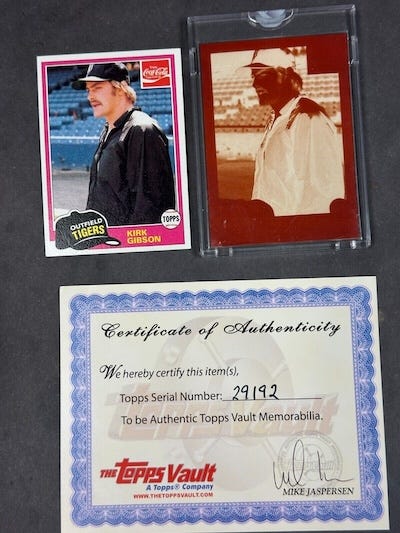 Enjoy
Coca-Cola
OUTFIELD
TIGERS
KIRK
GIBSON
TOPPS
Certificate of Authenticity
We hereby certify this item(s),
Topps Serial Number: 29192
To be Authentic Topps Vault Memorabilia.
THE Topps Vault
A Topps® Company
WWW.THETOPPSVAULT.COM
MIKE JASPERSEN